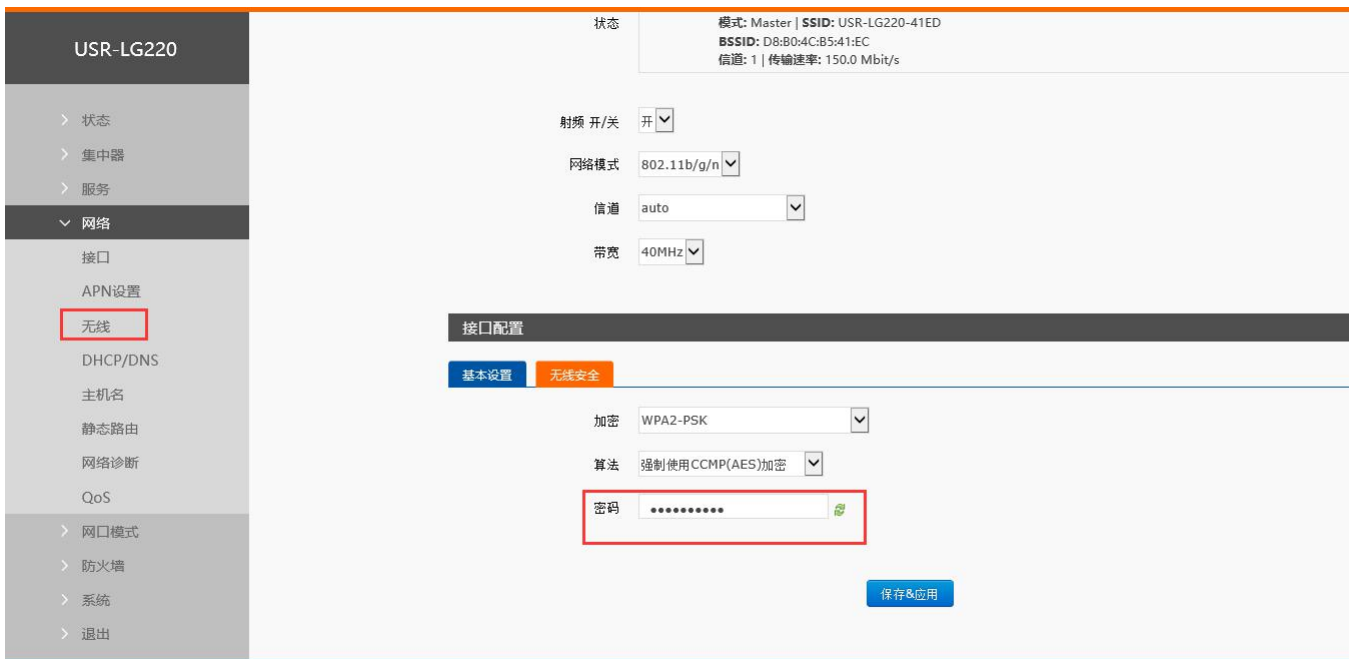 USR-LG220
状态
集中器
服务
网络
接口
APN设置
无线
DHCP/DNS
主机名
静态路由
网络诊断
QoS
网口模式
防火墙
系统
退出
状态
模式: Master | SSID: USR-LG220-41ED
BSSID: D8:B0:4C:B5:41:EC
信道: 1 | 传输速率: 150.0 Mbit/s
射频 开/关 开
网络模式 802.11b/g/n
信道 auto
带宽 40MHz
接口配置
基本设置 无线安全
加密 WPA2-PSK
算法 强制使用CCMP(AES)加密
密码 ••••••••••
保存&应用